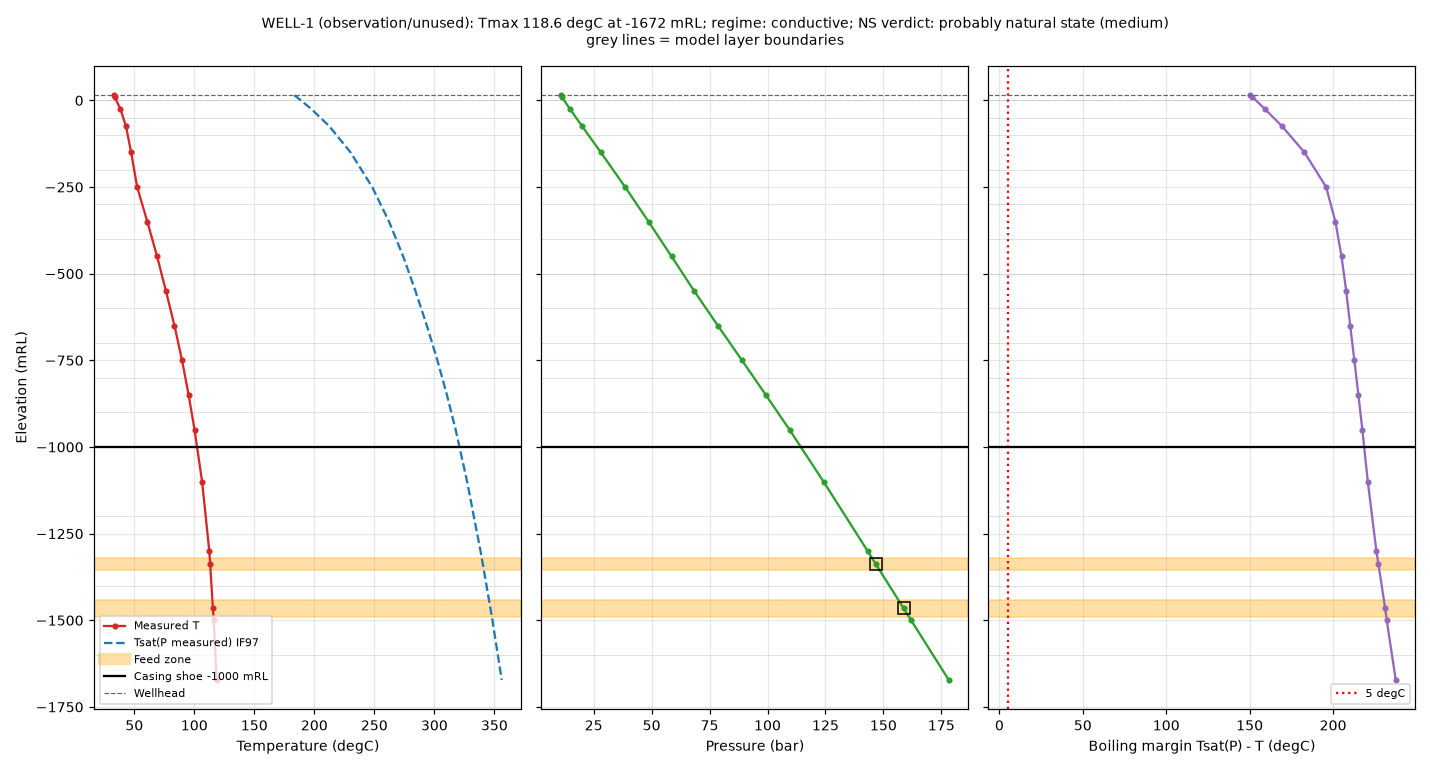 WELL-1 (observation/unused): Tmax 118.6 degC at -1672 mRL; regime: conductive; NS verdict: probably natural state (medium)
grey lines = model layer boundaries
Elevation (mRL)
0
−250
−500
−750
−1000
−1250
−1500
−1750
Measured T
Tsat(P measured) IF97
Feed zone
Casing shoe -1000 mRL
Wellhead
50 100 150 200 250 300 350
Temperature (degC)
25 50 75 100 125 150 175
Pressure (bar)
5 degC
0 50 100 150 200
Boiling margin Tsat(P) - T (degC)